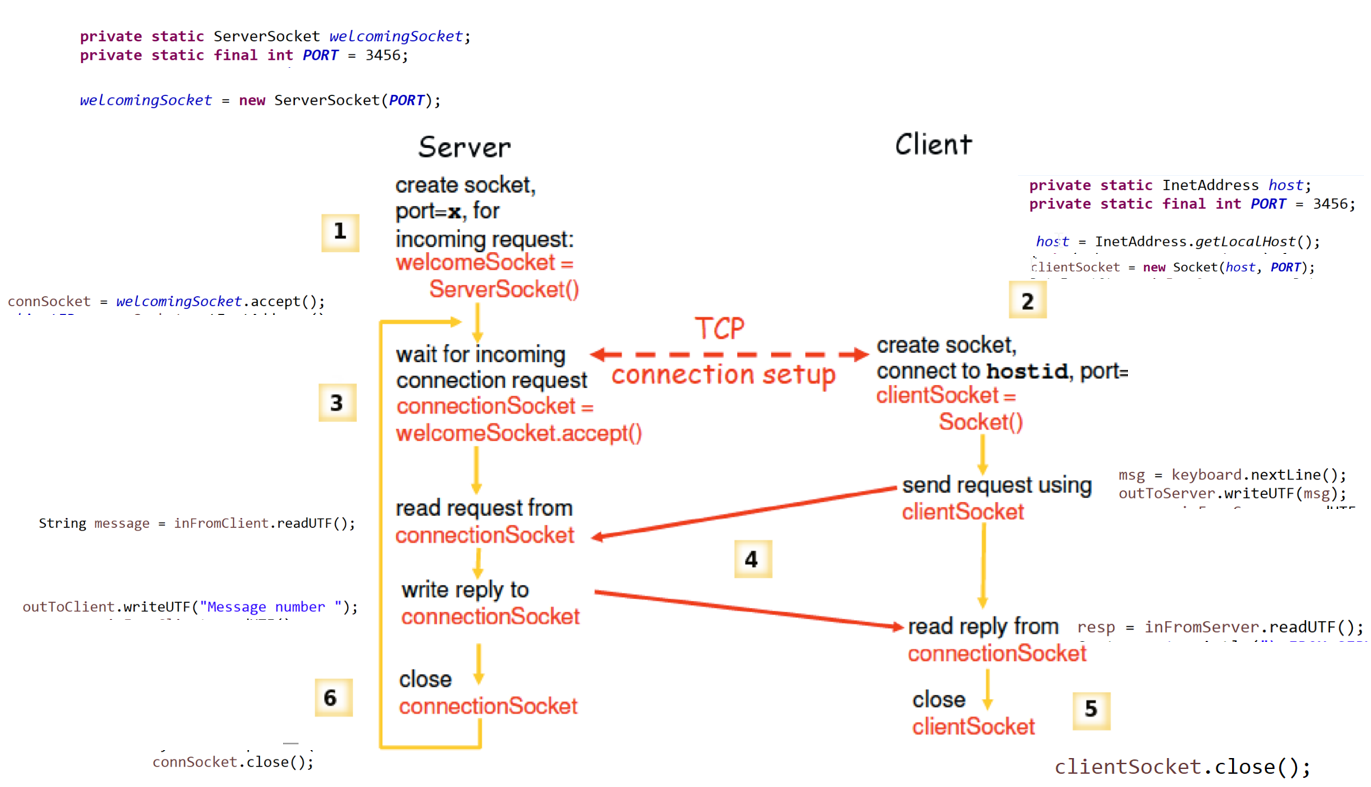 private static ServerSocket welcomingSocket;
private static final int PORT = 3456;
welcomingSocket = new ServerSocket(PORT);
Server
create socket,
port=x, for
incoming request:
welcomeSocket =
ServerSocket()
1
connSocket = welcomingSocket.accept();
wait for incoming
connection request
connectionSocket =
welcomeSocket.accept()
3
TCP
connection setup
String message = inFromClient.readUTF();
read request from
connectionSocket
4
outToClient.writeUTF("Message number ");
write reply to
connectionSocket
close
connectionSocket
6
connSocket.close();
Client
private static InetAddress host;
private static final int PORT = 3456;
host = InetAddress.getLocalHost();
clientSocket = new Socket(host, PORT);
2
create socket,
connect to hostid, port=
clientSocket =
Socket()
send request using
clientSocket
msg = keyboard.nextLine();
outToServer.writeUTF(msg);
read reply from
connectionSocket
resp = inFromServer.readUTF();
close
clientSocket
5
clientSocket.close();